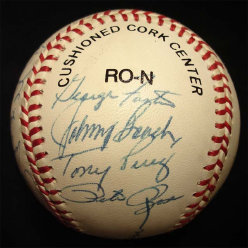 CUSHIONED CORK CENTER
RO-N
George Foster
Johnny Bench
Tony Perez
Pete Rose